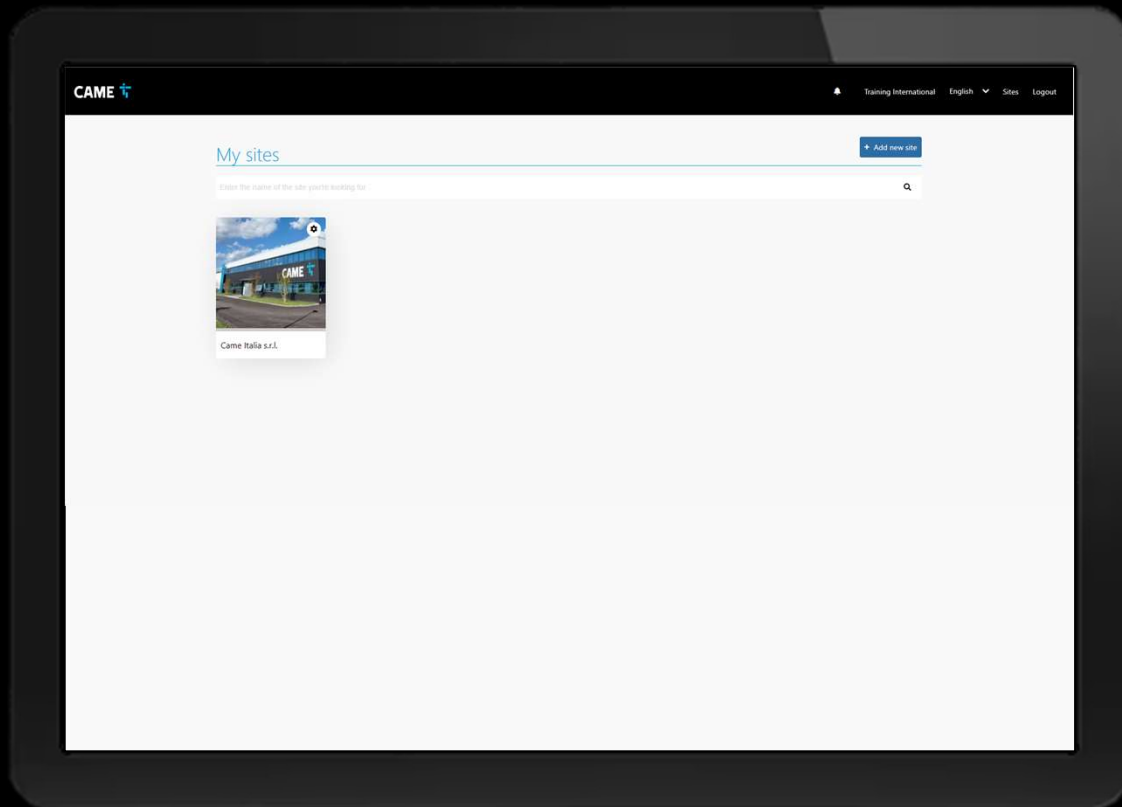 CAME
Training International English Sites Logout
My sites
+ Add new site
Enter the name of the site you're looking for...
CAME
Came Italia s.r.l.